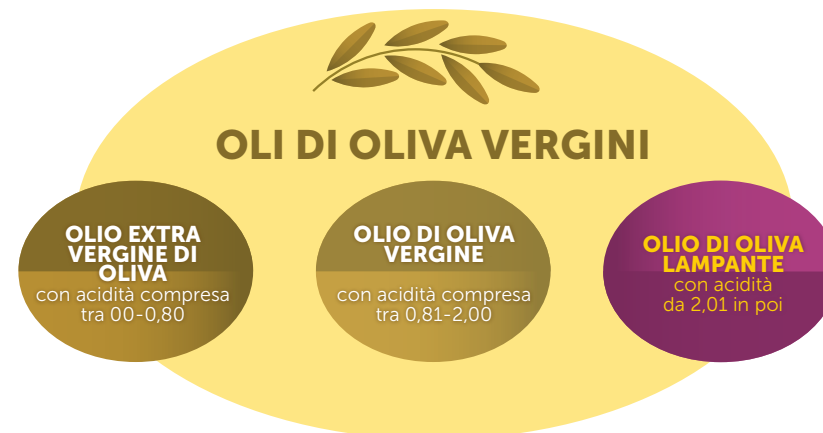 OLI DI OLIVA VERGINI
OLIO EXTRA
VERGINE DI
OLIVA
con acidità compresa
tra 00-0,80
OLIO DI OLIVA
VERGINE
con acidità compresa
tra 0,81-2,00
OLIO DI OLIVA
LAMPANTE
con acidità
da 2,01 in poi